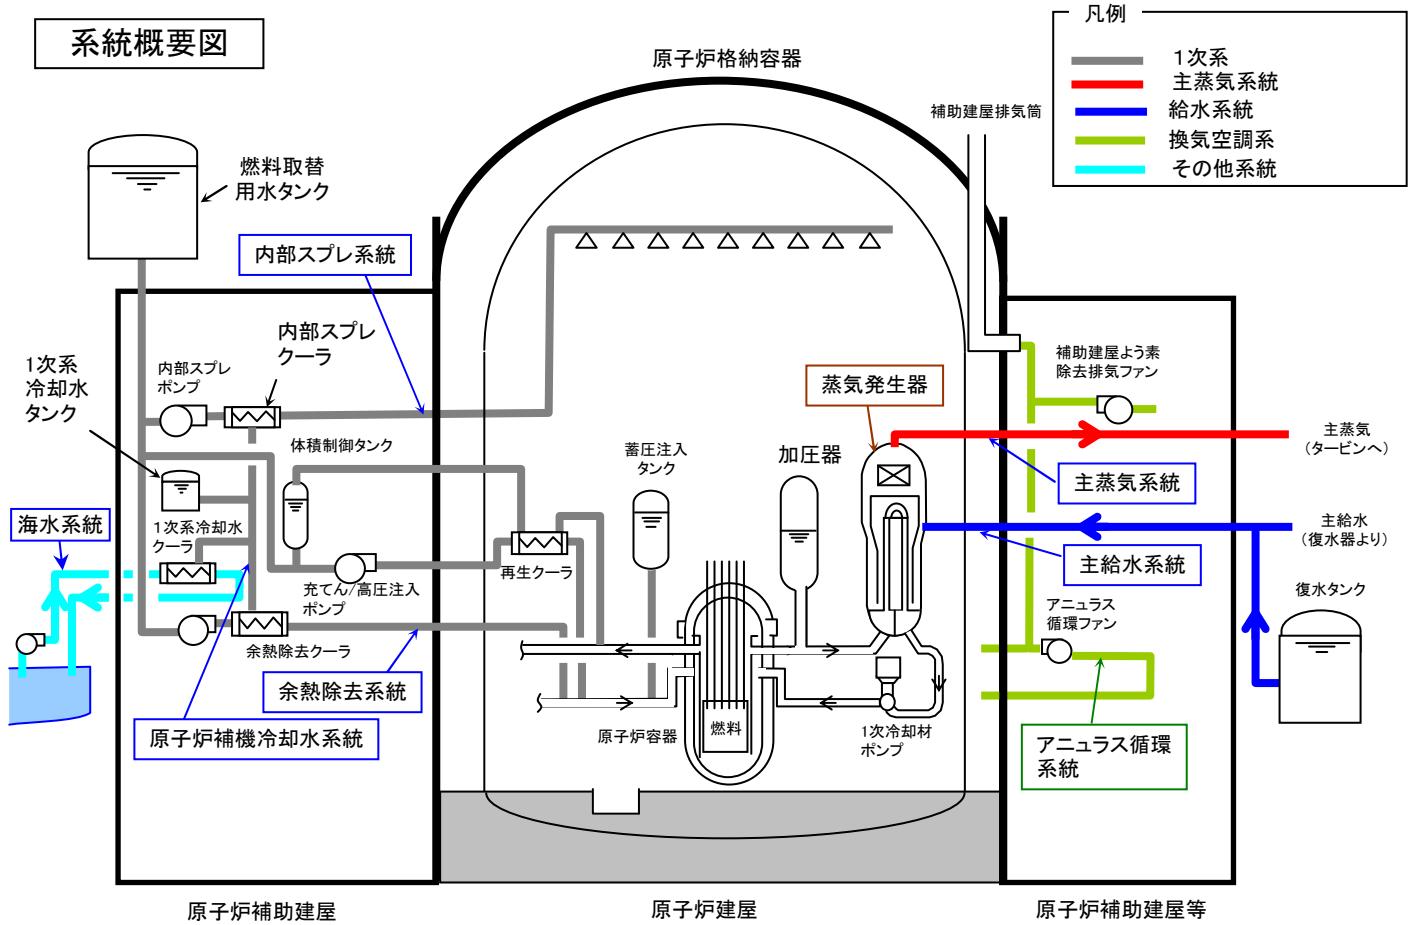 系統概要図
凡例
1次系
主蒸気系統
給水系統
換気空調系
その他系統
原子炉格納容器
補助建屋排気筒
燃料取替
用水タンク
内部スプレ系統
内部スプレ
クーラ
1次系
冷却水
タンク
内部スプレ
ポンプ
体積制御タンク
海水系統
1次系冷却水
クーラ
充てん/高圧注入
ポンプ
余熱除去クーラ
余熱除去系統
原子炉補機冷却水系統
再生クーラ
蓄圧注入
タンク
加圧器
蒸気発生器
原子炉容器
燃料
1次冷却材
ポンプ
補助建屋よう素
除去排気ファン
主蒸気
(タービンへ)
主蒸気系統
主給水
(復水器より)
主給水系統
アニュラス
循環ファン
復水タンク
アニュラス循環
系統
原子炉補助建屋
原子炉建屋
原子炉補助建屋等